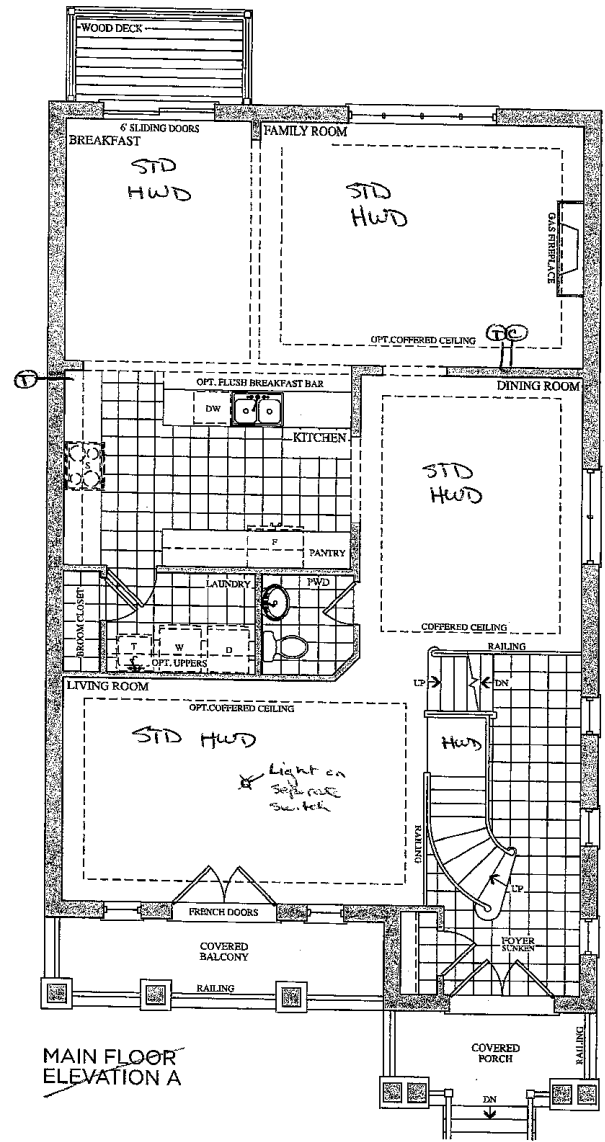 WOOD DECK
6' SLIDING DOORS
BREAKFAST
FAMILY ROOM
STD
HWD
STD
HWD
GAS FIREPLACE
OPT.COFFERED CEILING
T C
T
OPT. FLUSH BREAKFAST BAR
DINING ROOM
DW
KITCHEN
S
STD
HWD
F
PANTRY
BROOM CLOSET
LAUNDRY
PWD
T
W
D
OPT. UPPERS
COFFERED CEILING
RAILING
LIVING ROOM
UP
DN
OPT.COFFERED CEILING
STD HWD
HWD
Light on
separate
switch
RAILING
UP
FRENCH DOORS
FOYER
SUNKEN
COVERED
BALCONY
RAILING
COVERED
PORCH
RAILING
DN
MAIN FLOOR
ELEVATION A